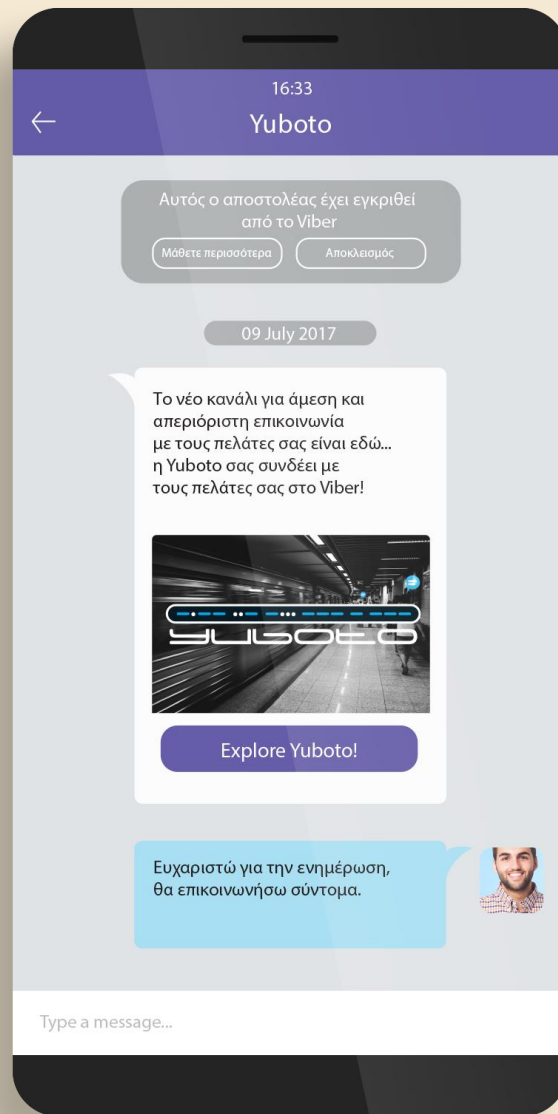 16:33
Yuboto
Αυτός ο αποστολέας έχει εγκριθεί
από το Viber
Μάθετε περισσότερα
Αποκλεισμός
09 July 2017
Το νέο κανάλι για άμεση και
απεριόριστη επικοινωνία
με τους πελάτες σας είναι εδώ...
η Yuboto σας συνδέει με
τους πελάτες σας στο Viber!
yuboto
Explore Yuboto!
Ευχαριστώ για την ενημέρωση,
θα επικοινωνήσω σύντομα.
Type a message...